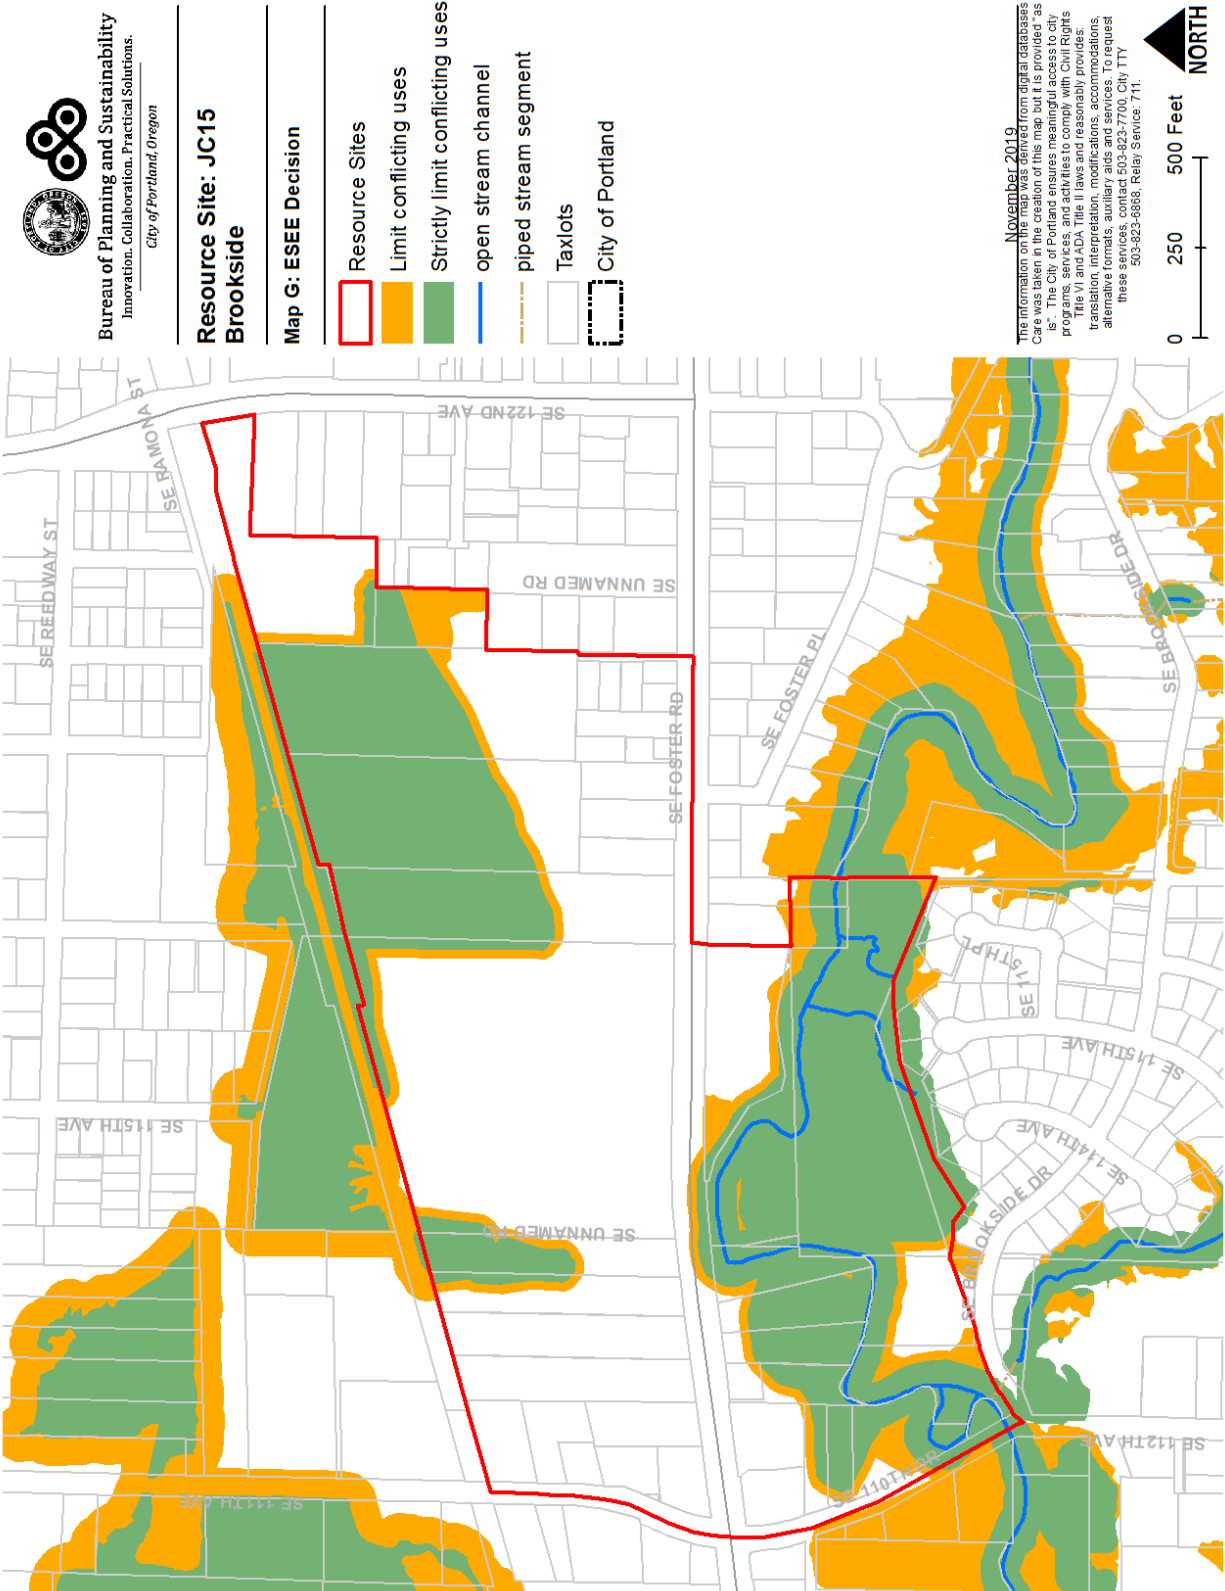 Bureau of Planning and Sustainability
Innovation. Collaboration. Practical Solutions.
City of Portland, Oregon
Resource Site: JC15
Brookside
Map G: ESEE Decision
Resource Sites
Limit conflicting uses
Strictly limit conflicting uses
open stream channel
piped stream segment
Taxlots
City of Portland
November 2019
The information on the map was derived from digital databases
Care was taken in the creation of this map but it is provided "as
is". The City of Portland ensures meaningful access to city
programs, services, and activities to comply with Civil Rights
Title VI and ADA Title II laws and reasonably provides:
translation, interpretation, modifications, accommodations,
alternative formats, auxiliary aids and services. To request
these services, contact 503-823-7700, City TTY
503-823-6868, Relay Service: 711.
0 250 500 Feet
NORTH
SE REEDWAY ST
SE RAMONA ST
SE 122ND AVE
SE UNNAMED RD
SE FOSTER RD
SE FOSTER PL
SE BROOKSIDE DR
SE 115TH AVE
SE UNNAMED RD
SE 115TH PL
SE 115TH AVE
SE 114TH AVE
SE BROOKSIDE DR
SE 111TH AVE
SE 110TH DR
SE 112TH AVE